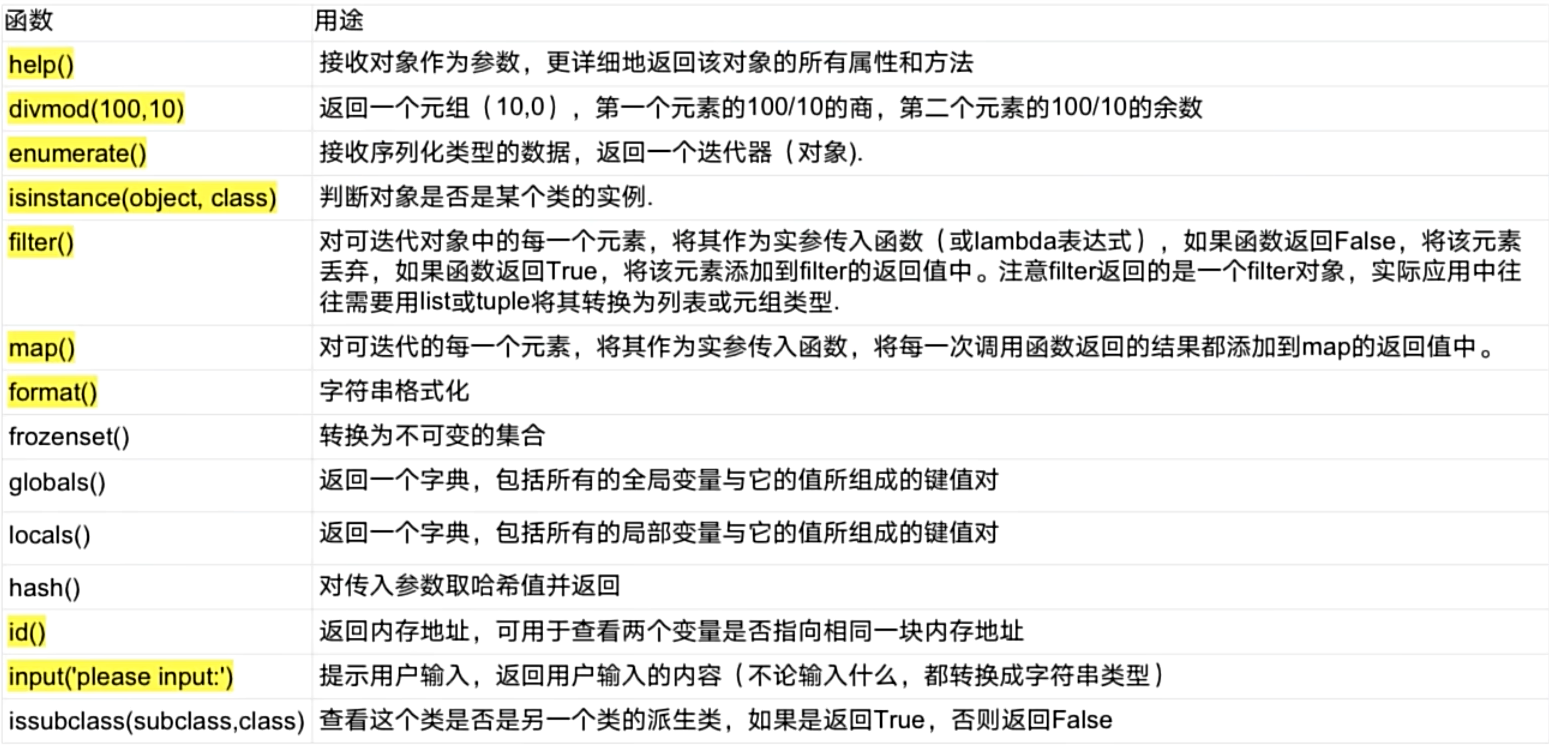 函数 用途
help() 接收对象作为参数，更详细地返回该对象的所有属性和方法
divmod(100,10) 返回一个元组（10,0），第一个元素的100/10的商，第二个元素的100/10的余数
enumerate() 接收序列化类型的数据，返回一个迭代器（对象).
isinstance(object, class) 判断对象是否是某个类的实例.
filter() 对可迭代对象中的每一个元素，将其作为实参传入函数（或lambda表达式），如果函数返回False，将该元素
丢弃，如果函数返回True，将该元素添加到filter的返回值中。注意filter返回的是一个filter对象，实际应用中往
往需要用list或tuple将其转换为列表或元组类型.
map() 对可迭代的每一个元素，将其作为实参传入函数，将每一次调用函数返回的结果都添加到map的返回值中。
format() 字符串格式化
frozenset() 转换为不可变的集合
globals() 返回一个字典，包括所有的全局变量与它的值所组成的键值对
locals() 返回一个字典，包括所有的局部变量与它的值所组成的键值对
hash() 对传入参数取哈希值并返回
id() 返回内存地址，可用于查看两个变量是否指向相同一块内存地址
input('please input:') 提示用户输入，返回用户输入的内容（不论输入什么，都转换成字符串类型）
issubclass(subclass,class) 查看这个类是否是另一个类的派生类，如果是返回True，否则返回False